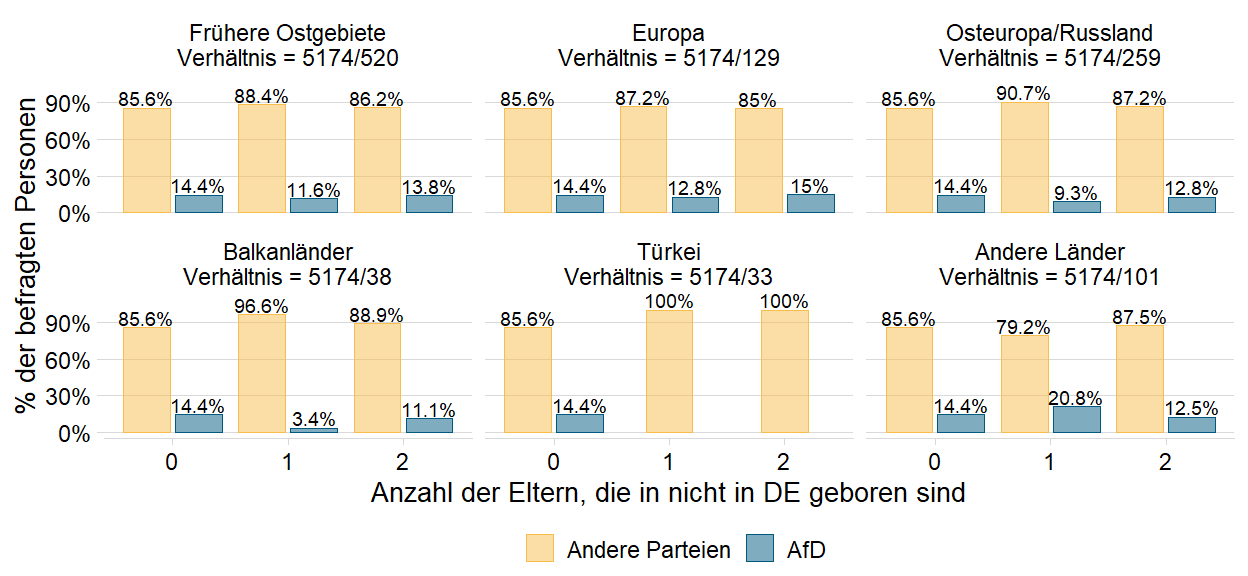 Frühere Ostgebiete
Verhältnis = 5174/520
Europa
Verhältnis = 5174/129
Osteuropa/Russland
Verhältnis = 5174/259
% der befragten Personen
90%
60%
30%
0%
85.6%
14.4%
88.4%
11.6%
86.2%
13.8%
85.6%
14.4%
87.2%
12.8%
85%
15%
85.6%
14.4%
90.7%
9.3%
87.2%
12.8%
Balkanländer
Verhältnis = 5174/38
Türkei
Verhältnis = 5174/33
Andere Länder
Verhältnis = 5174/101
90%
60%
30%
0%
85.6%
14.4%
96.6%
3.4%
88.9%
11.1%
85.6%
14.4%
100%
100%
85.6%
14.4%
79.2%
20.8%
87.5%
12.5%
0 1 2
0 1 2
0 1 2
Anzahl der Eltern, die in nicht in DE geboren sind
Andere Parteien
AfD